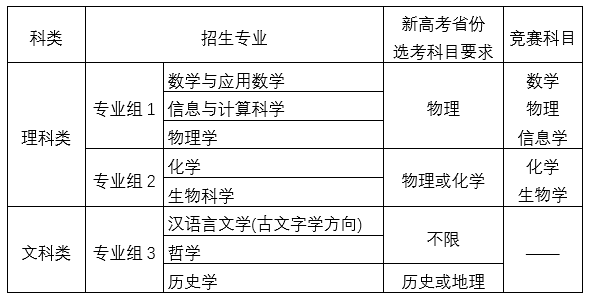 科类 招生专业 新高考省份 竞赛科目
选考科目要求
理科类 专业组1 数学与应用数学 物理 数学
信息与计算科学 物理
物理学 信息学
专业组2 化学 物理或化学 化学
生物科学 生物学
文科类 专业组3 汉语言文学(古文字学方向) 不限 ——
哲学
历史学 历史或地理